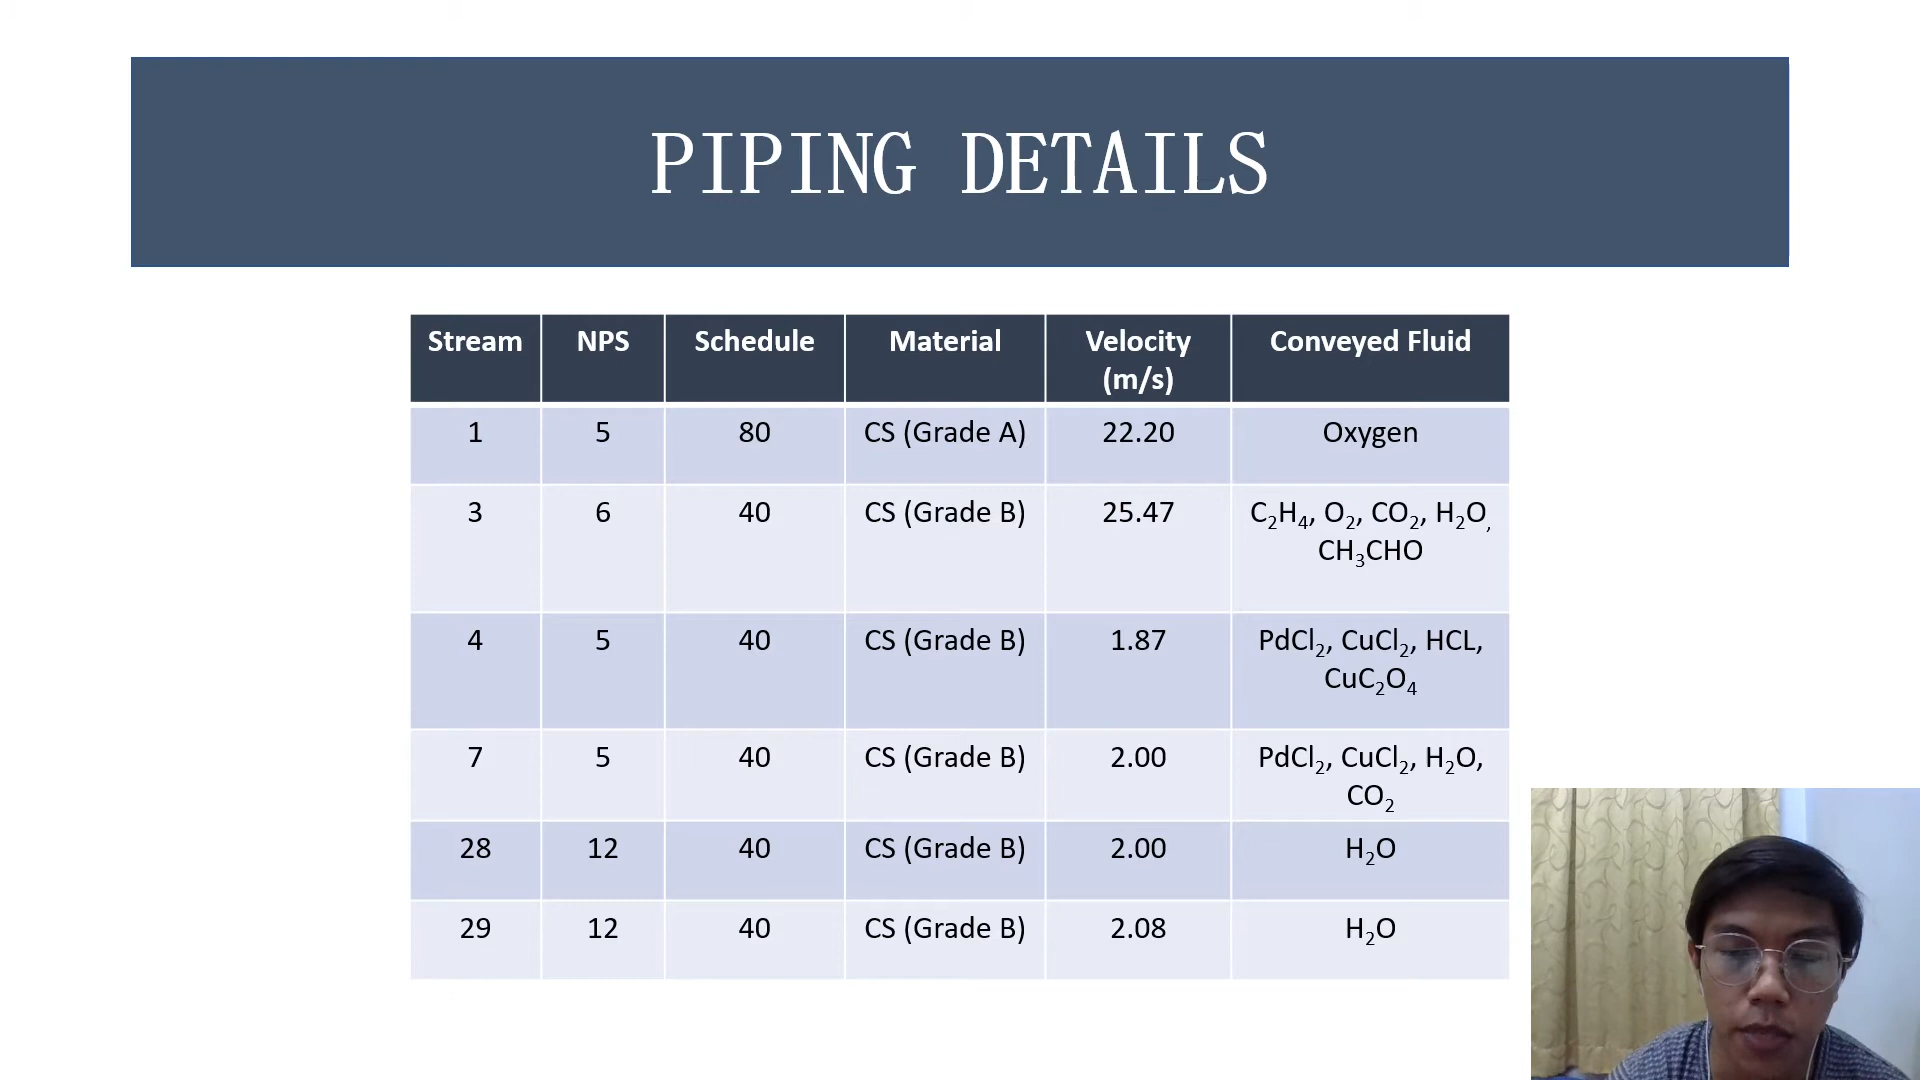 PIPING DETAILS
Stream NPS Schedule Material Velocity (m/s) Conveyed Fluid
1 5 80 CS (Grade A) 22.20 Oxygen
3 6 40 CS (Grade B) 25.47 C₂H₄, O₂, CO₂, H₂O,
CH₃CHO
4 5 40 CS (Grade B) 1.87 PdCl₂, CuCl₂, HCL,
CuC₂O₄
7 5 40 CS (Grade B) 2.00 PdCl₂, CuCl₂, H₂O,
CO₂
28 12 40 CS (Grade B) 2.00 H₂O
29 12 40 CS (Grade B) 2.08 H₂O